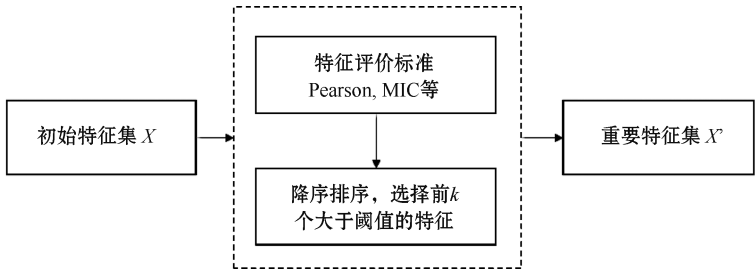 初始特征集 X
特征评价标准
Pearson, MIC等
降序排序，选择前k
个大于阈值的特征
重要特征集 X’